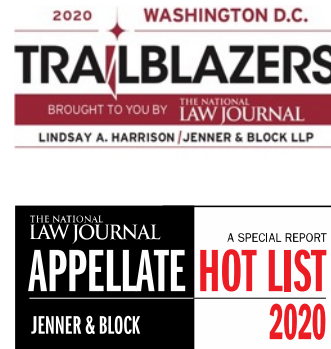 2020 WASHINGTON D.C.
TRAILBLAZERS
BROUGHT TO YOU BY THE NATIONAL LAW JOURNAL
LINDSAY A. HARRISON / JENNER & BLOCK LLP
THE NATIONAL
LAW JOURNAL
A SPECIAL REPORT
APPELLATE HOT LIST
JENNER & BLOCK
2020